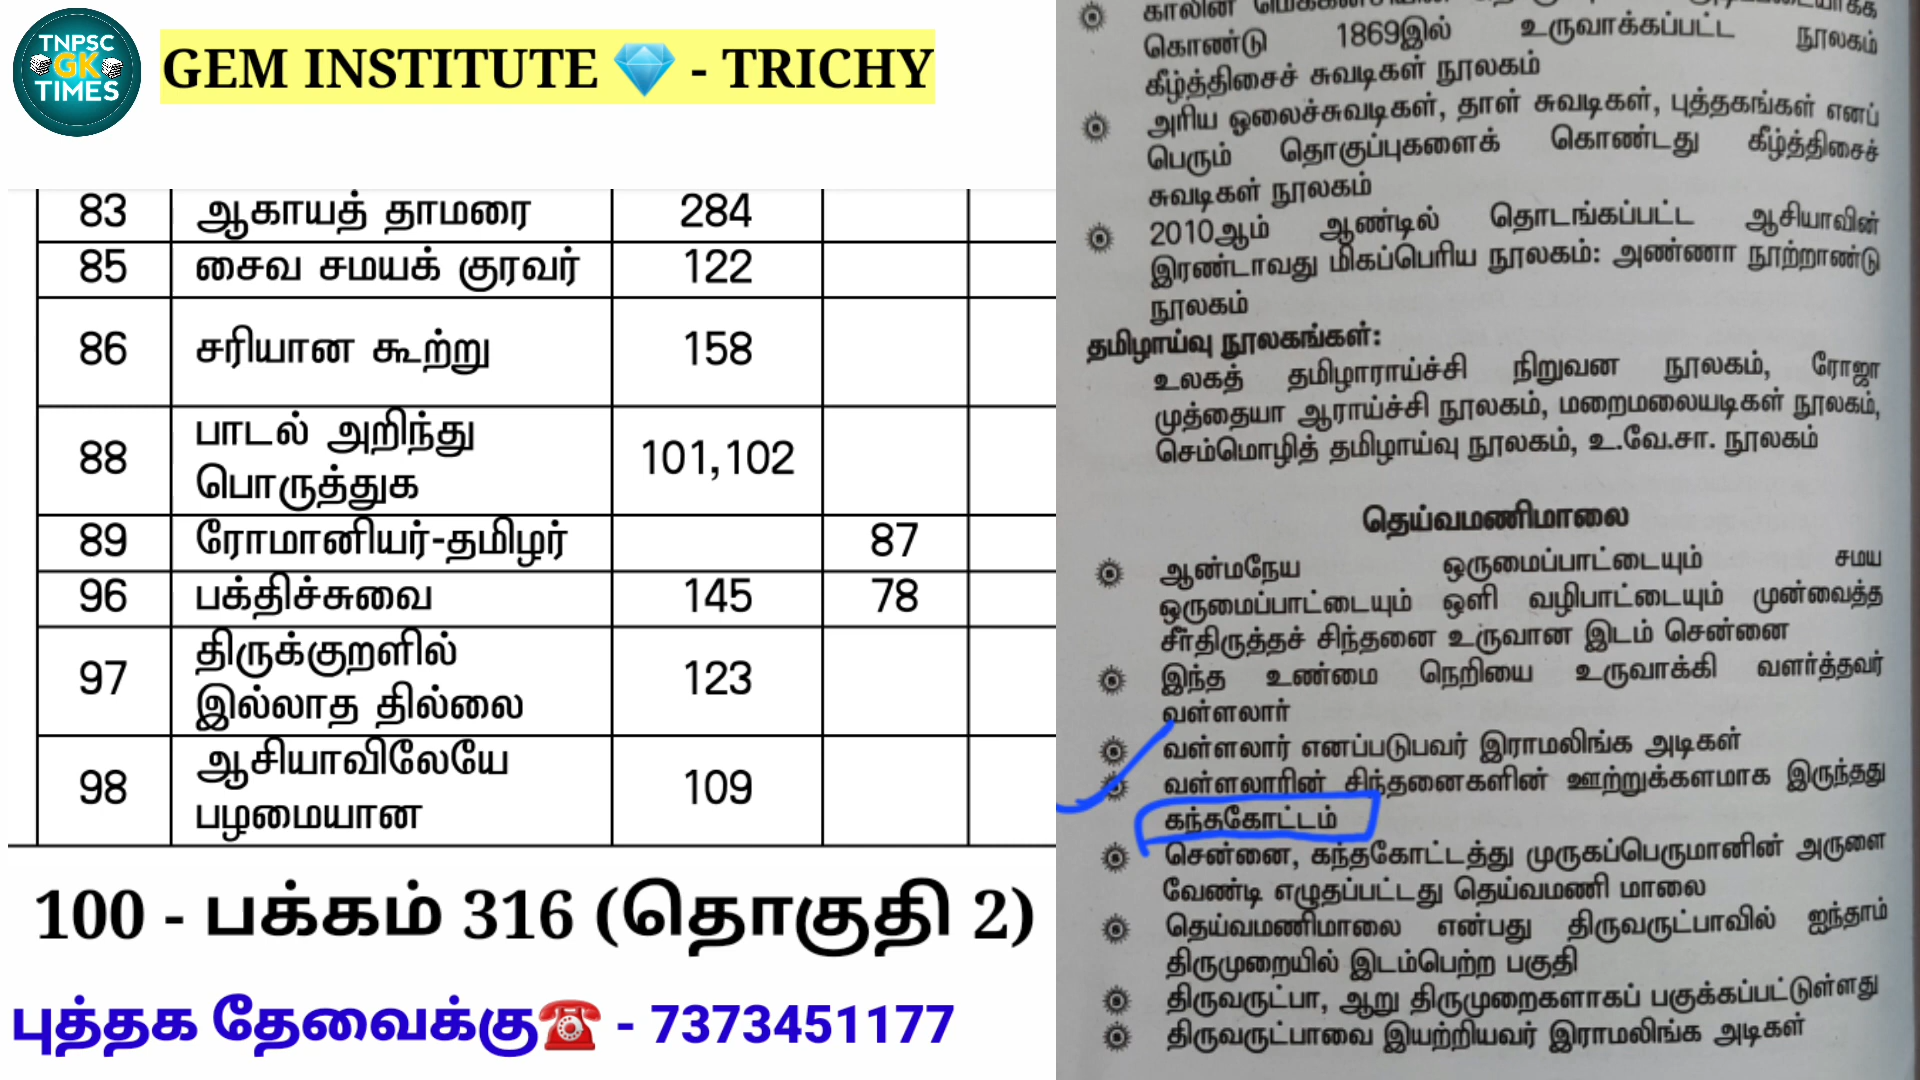 TNPSC
GK
TIMES
GEM INSTITUTE 💎 - TRICHY
83 ஆகாயத் தாமரை 284
85 சைவ சமயக் குரவர் 122
86 சரியான கூற்று 158
88 பாடல் அறிந்து பொருத்துக 101,102
89 ரோமானியர்-தமிழர் 87
96 பக்திச்சுவை 145 78
97 திருக்குறளில் இல்லாத தில்லை 123
98 ஆசியாவிலேயே பழமையான 109
100 - பக்கம் 316 (தொகுதி 2)
புத்தக தேவைக்கு☎️ - 7373451177
கொண்டு 1869இல் உருவாக்கப்பட்ட நூலகம்
கீழ்த்திசைச் சுவடிகள் நூலகம்
அரிய ஓலைச்சுவடிகள், தாள் சுவடிகள், புத்தகங்கள் எனப்
பெரும் தொகுப்புகளைக் கொண்டது கீழ்த்திசைச்
சுவடிகள் நூலகம்
2010ஆம் ஆண்டில் தொடங்கப்பட்ட ஆசியாவின்
இரண்டாவது மிகப்பெரிய நூலகம்: அண்ணா நூற்றாண்டு
நூலகம்
தமிழாய்வு நூலகங்கள்:
உலகத் தமிழாராய்ச்சி நிறுவன நூலகம், ரோஜா
முத்தையா ஆராய்ச்சி நூலகம், மறைமலையடிகள் நூலகம்,
செம்மொழித் தமிழாய்வு நூலகம், உ.வே.சா. நூலகம்
தெய்வமணிமாலை
ஆன்மநேய ஒருமைப்பாட்டையும் சமய
ஒருமைப்பாட்டையும் ஒளி வழிபாட்டையும் முன்வைத்த
சீர்திருத்தச் சிந்தனை உருவான இடம் சென்னை
இந்த உண்மை நெறியை உருவாக்கி வளர்த்தவர்
வள்ளலார்
வள்ளலார் எனப்படுபவர் இராமலிங்க அடிகள்
வள்ளலாரின் சிந்தனைகளின் ஊற்றுக்களமாக இருந்தது
கந்தகோட்டம்
சென்னை, கந்தகோட்டத்து முருகப்பெருமானின் அருளை
வேண்டி எழுதப்பட்டது தெய்வமணி மாலை
தெய்வமணிமாலை என்பது திருவருட்பாவில் ஐந்தாம்
திருமுறையில் இடம்பெற்ற பகுதி
திருவருட்பா, ஆறு திருமுறைகளாகப் பகுக்கப்பட்டுள்ளது
திருவருட்பாவை இயற்றியவர் இராமலிங்க அடிகள்